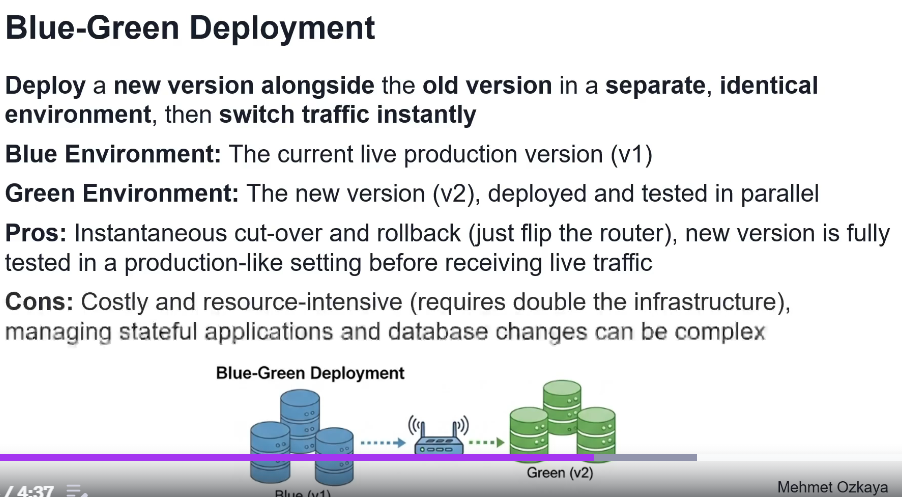 Blue-Green Deployment
Deploy a new version alongside the old version in a separate, identical
environment, then switch traffic instantly
Blue Environment: The current live production version (v1)
Green Environment: The new version (v2), deployed and tested in parallel
Pros: Instantaneous cut-over and rollback (just flip the router), new version is fully
tested in a production-like setting before receiving live traffic
Cons: Costly and resource-intensive (requires double the infrastructure),
managing stateful applications and database changes can be complex
Blue-Green Deployment
Green (v2)
Blue (v1)
/ 4:37
Mehmet Ozkaya